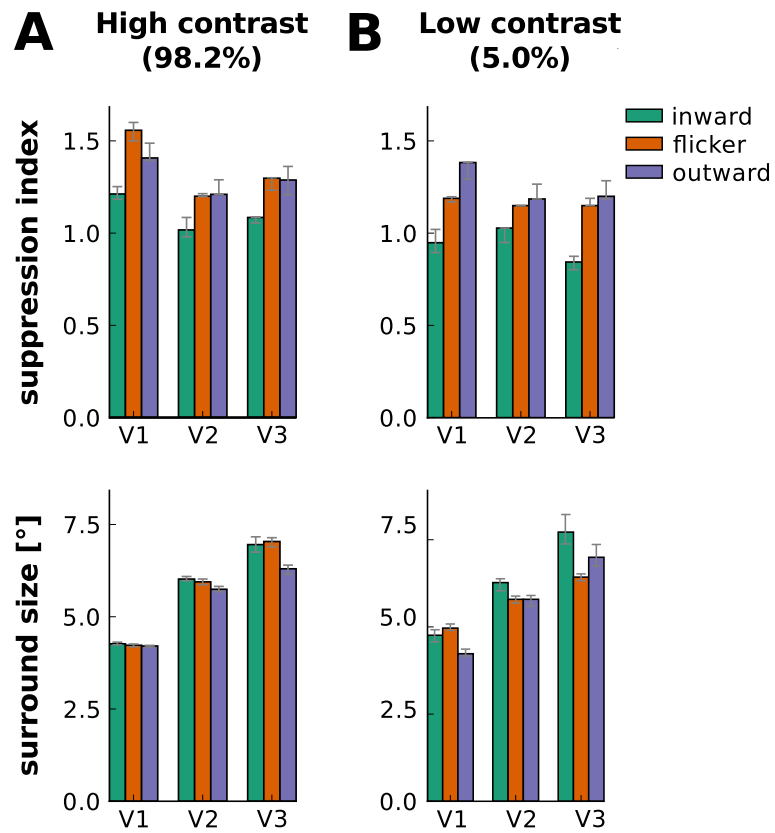 A High contrast
(98.2%)
B Low contrast
(5.0%)
inward
flicker
outward
suppression index
1.5
1.0
0.5
0.0
V1 V2 V3
1.5
1.0
0.5
0.0
V1 V2 V3
surround size [°]
7.5
5.0
2.5
0.0
V1 V2 V3
7.5
5.0
2.5
0.0
V1 V2 V3